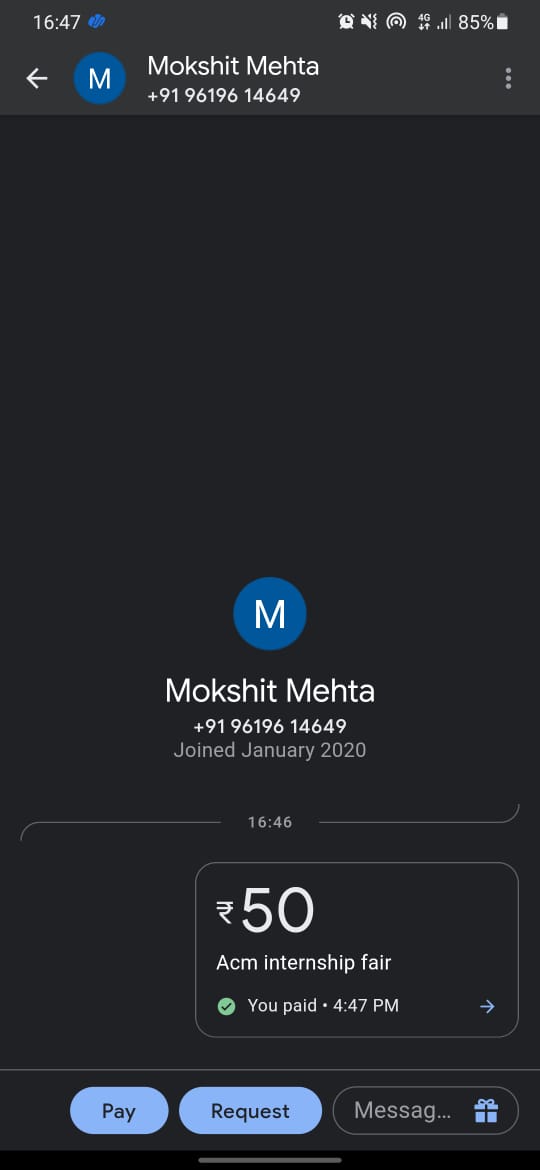 16:47
4G
85%
M
Mokshit Mehta
+91 96196 14649
M
Mokshit Mehta
+91 96196 14649
Joined January 2020
16:46
₹50
Acm internship fair
You paid • 4:47 PM
Pay
Request
Messag...